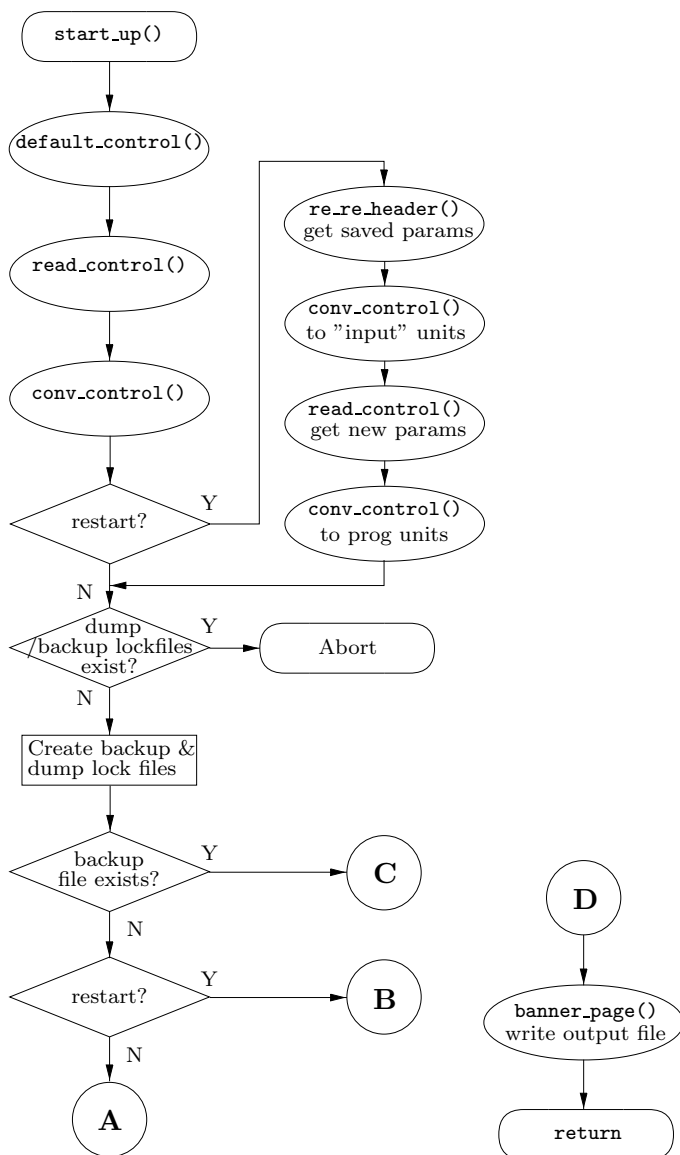 start_up()
default_control()
read_control()
conv_control()
restart?
Y
N
re_re_header()
get saved params
conv_control()
to ”input” units
read_control()
get new params
conv_control()
to prog units
dump
/backup lockfiles
exist?
Y
Abort
N
Create backup &
dump lock files
backup
file exists?
Y
C
N
restart?
Y
B
N
A
D
banner_page()
write output file
return